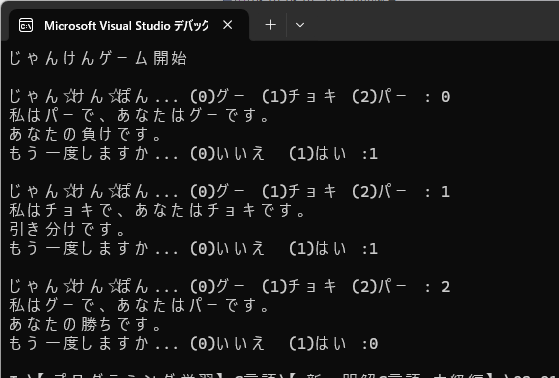 Microsoft Visual Studio デバック
じゃんけんゲーム開始
じゃん☆けん☆ぽん... (0)グー (1)チョキ (2)パー : 0
私はパーで、あなたはグーです。
あなたの負けです。
もう一度しますか... (0)いいえ (1)はい :1
じゃん☆けん☆ぽん... (0)グー (1)チョキ (2)パー : 1
私はチョキで、あなたはチョキです。
引き分けです。
もう一度しますか... (0)いいえ (1)はい :1
じゃん☆けん☆ぽん... (0)グー (1)チョキ (2)パー : 2
私はグーで、あなたはパーです。
あなたの勝ちです。
もう一度しますか... (0)いいえ (1)はい :0